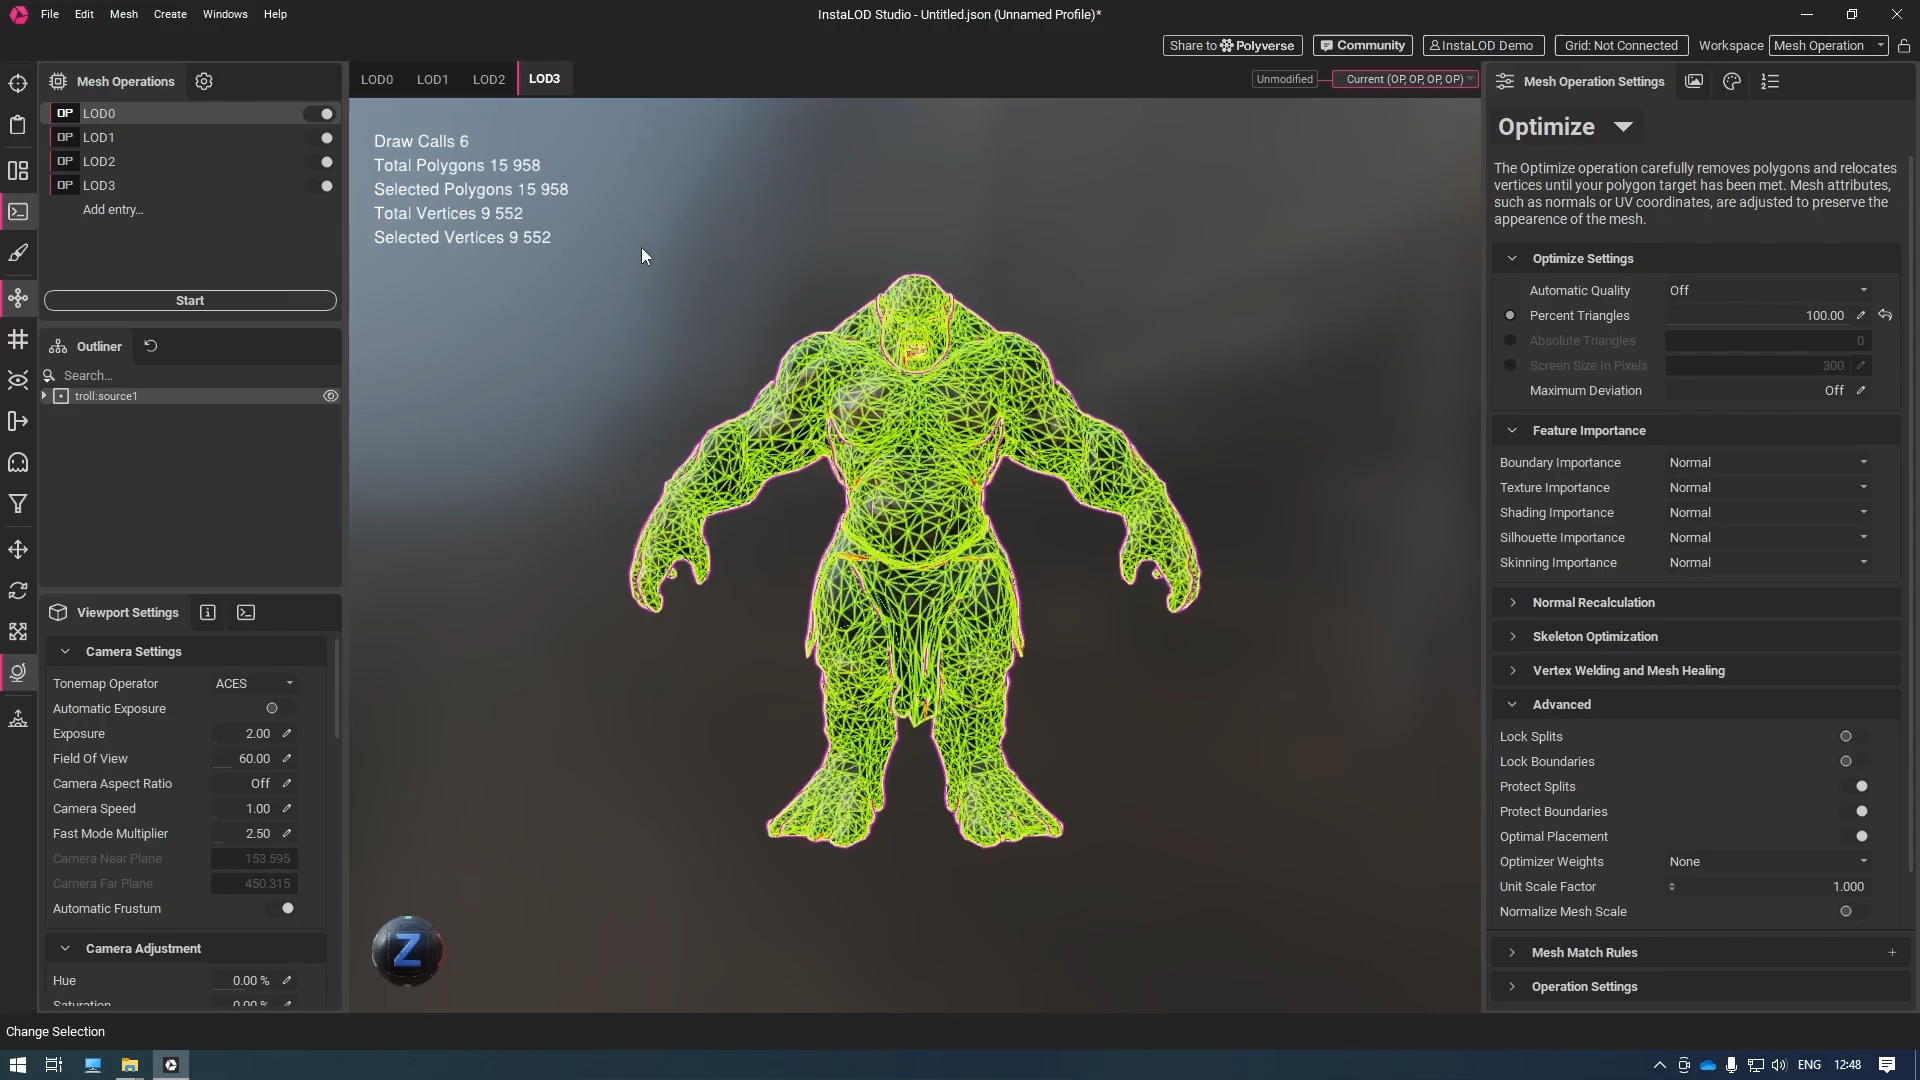 File Edit Mesh Create Windows Help
InstaLOD Studio - Untitled.json (Unnamed Profile)*
Share to Polyverse
Community
InstaLOD Demo
Grid: Not Connected
Workspace
Mesh Operation
Mesh Operations
OP LOD0
OP LOD1
OP LOD2
OP LOD3
Add entry...
Start
Outliner
Search...
troll:source1
Viewport Settings
Camera Settings
Tonemap Operator ACES
Automatic Exposure
Exposure 2.00
Field Of View 60.00
Camera Aspect Ratio Off
Camera Speed 1.00
Fast Mode Multiplier 2.50
Camera Near Plane 153.595
Camera Far Plane 450.315
Automatic Frustum
Camera Adjustment
Hue 0.00 %
Saturation 0.00 %
LOD0 LOD1 LOD2 LOD3
Unmodified
Current (OP, OP, OP, OP)
Draw Calls 6
Total Polygons 15 958
Selected Polygons 15 958
Total Vertices 9 552
Selected Vertices 9 552
Z
Mesh Operation Settings
Optimize
The Optimize operation carefully removes polygons and relocates
vertices until your polygon target has been met. Mesh attributes,
such as normals or UV coordinates, are adjusted to preserve the
appearence of the mesh.
Optimize Settings
Automatic Quality Off
Percent Triangles 100.00
Absolute Triangles 0
Screen Size In Pixels 300
Maximum Deviation Off
Feature Importance
Boundary Importance Normal
Texture Importance Normal
Shading Importance Normal
Silhouette Importance Normal
Skinning Importance Normal
Normal Recalculation
Skeleton Optimization
Vertex Welding and Mesh Healing
Advanced
Lock Splits
Lock Boundaries
Protect Splits
Protect Boundaries
Optimal Placement
Optimizer Weights None
Unit Scale Factor 1.000
Normalize Mesh Scale
Mesh Match Rules +
Operation Settings
Change Selection
ENG 12:48